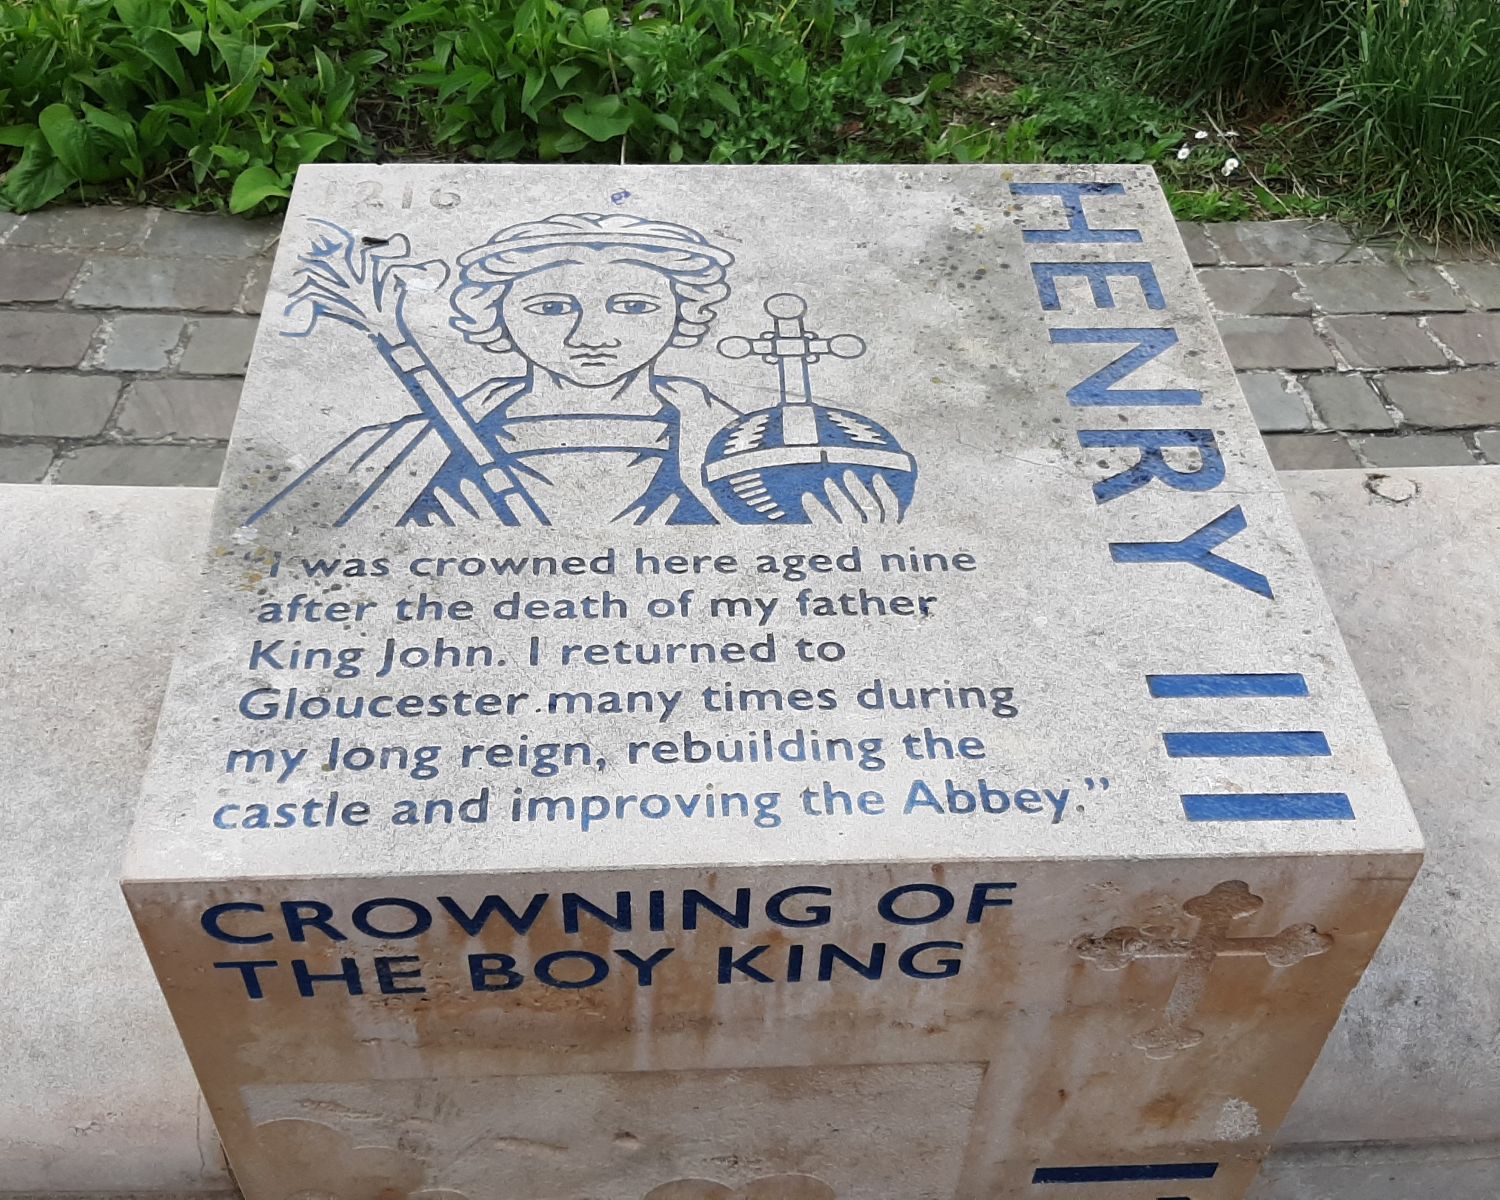 1216
HENRY III
“I was crowned here aged nine
after the death of my father
King John. I returned to
Gloucester many times during
my long reign, rebuilding the
castle and improving the Abbey.”
CROWNING OF
THE BOY KING